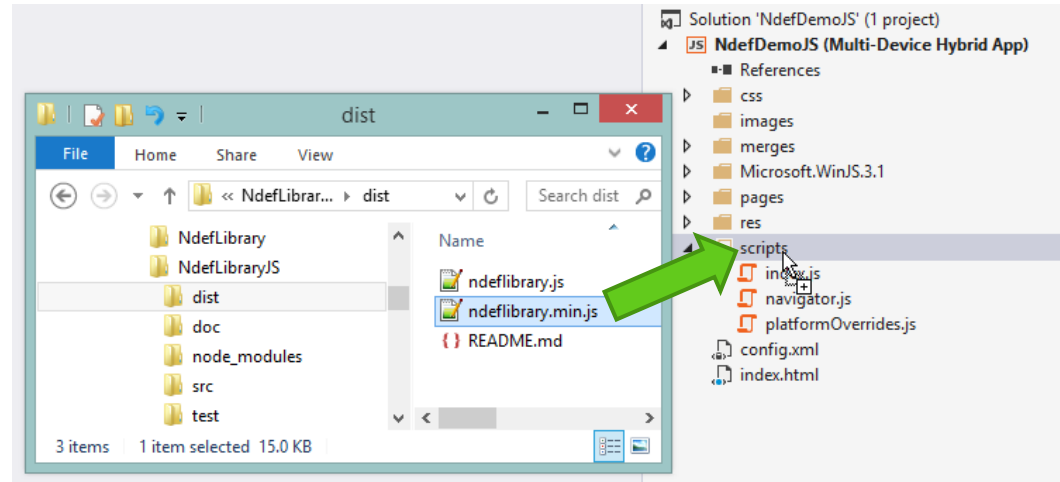 dist
File Home Share View
« NdefLibrar... dist
Search dist
NdefLibrary
NdefLibraryJS
dist
doc
node_modules
src
test
Name
ndeflibrary.js
ndeflibrary.min.js
README.md
3 items 1 item selected 15.0 KB
Solution 'NdefDemoJS' (1 project)
JS NdefDemoJS (Multi-Device Hybrid App)
References
css
images
merges
Microsoft.WinJS.3.1
pages
res
scripts
index.js
navigator.js
platformOverrides.js
config.xml
index.html